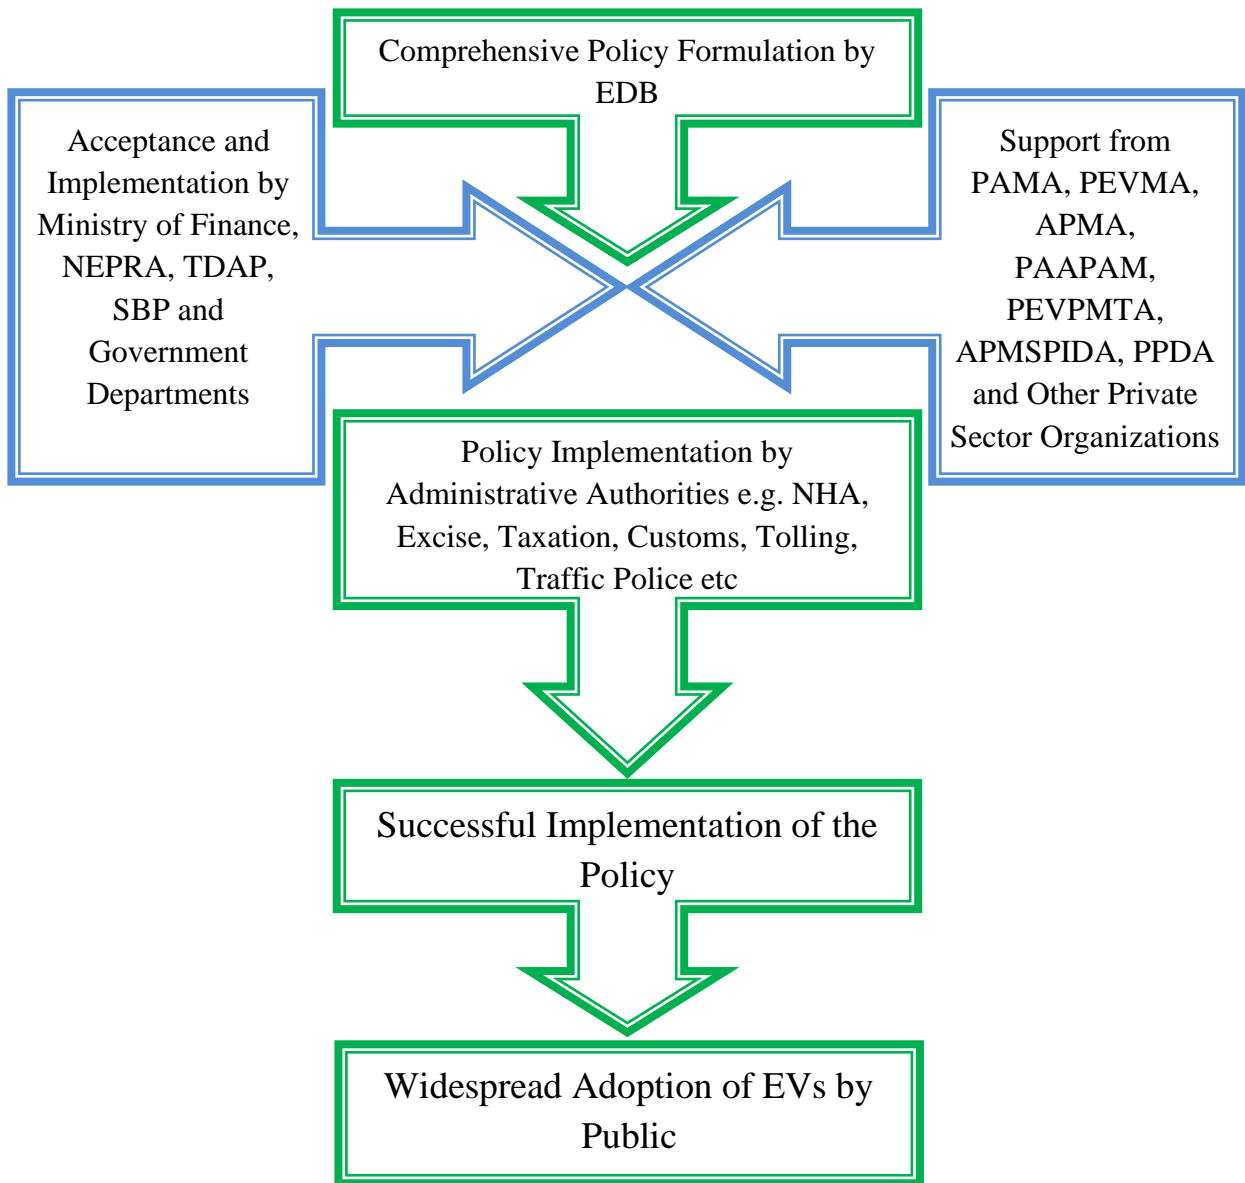 Comprehensive Policy Formulation by
EDB
Acceptance and
Implementation by
Ministry of Finance,
NEPRA, TDAP,
SBP and
Government
Departments
Support from
PAMA, PEVMA,
APMA,
PAAPAM,
PEVPMTA,
APMSPIDA, PPDA
and Other Private
Sector Organizations
Policy Implementation by
Administrative Authorities e.g. NHA,
Excise, Taxation, Customs, Tolling,
Traffic Police etc
Successful Implementation of the
Policy
Widespread Adoption of EVs by
Public